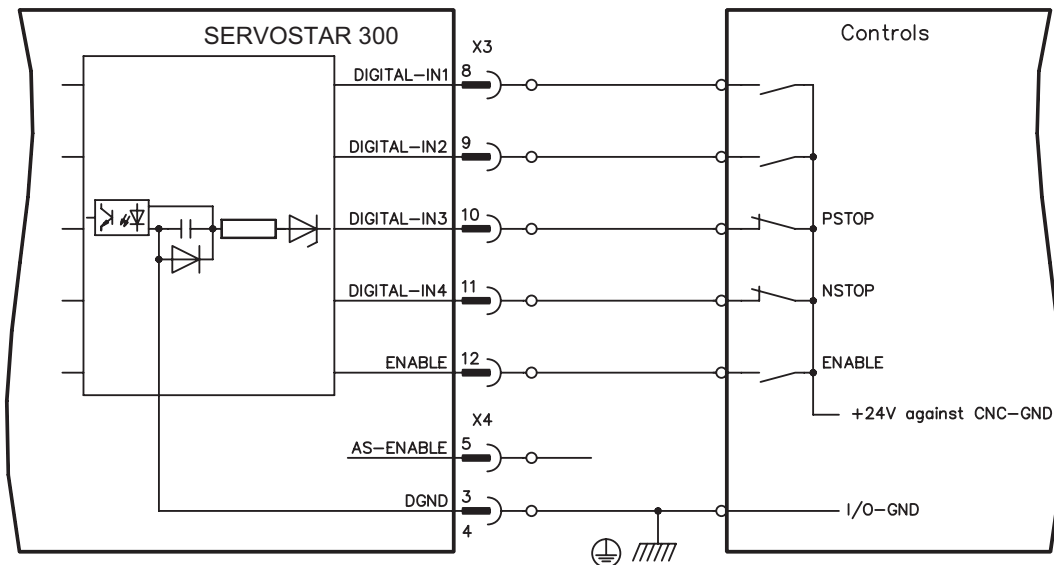 SERVOSTAR 300
X3
Controls
DIGITAL-IN1 8
DIGITAL-IN2 9
DIGITAL-IN3 10 PSTOP
DIGITAL-IN4 11 NSTOP
ENABLE 12 ENABLE
+24V against CNC-GND
X4
AS-ENABLE 5
DGND 3 I/O-GND
4